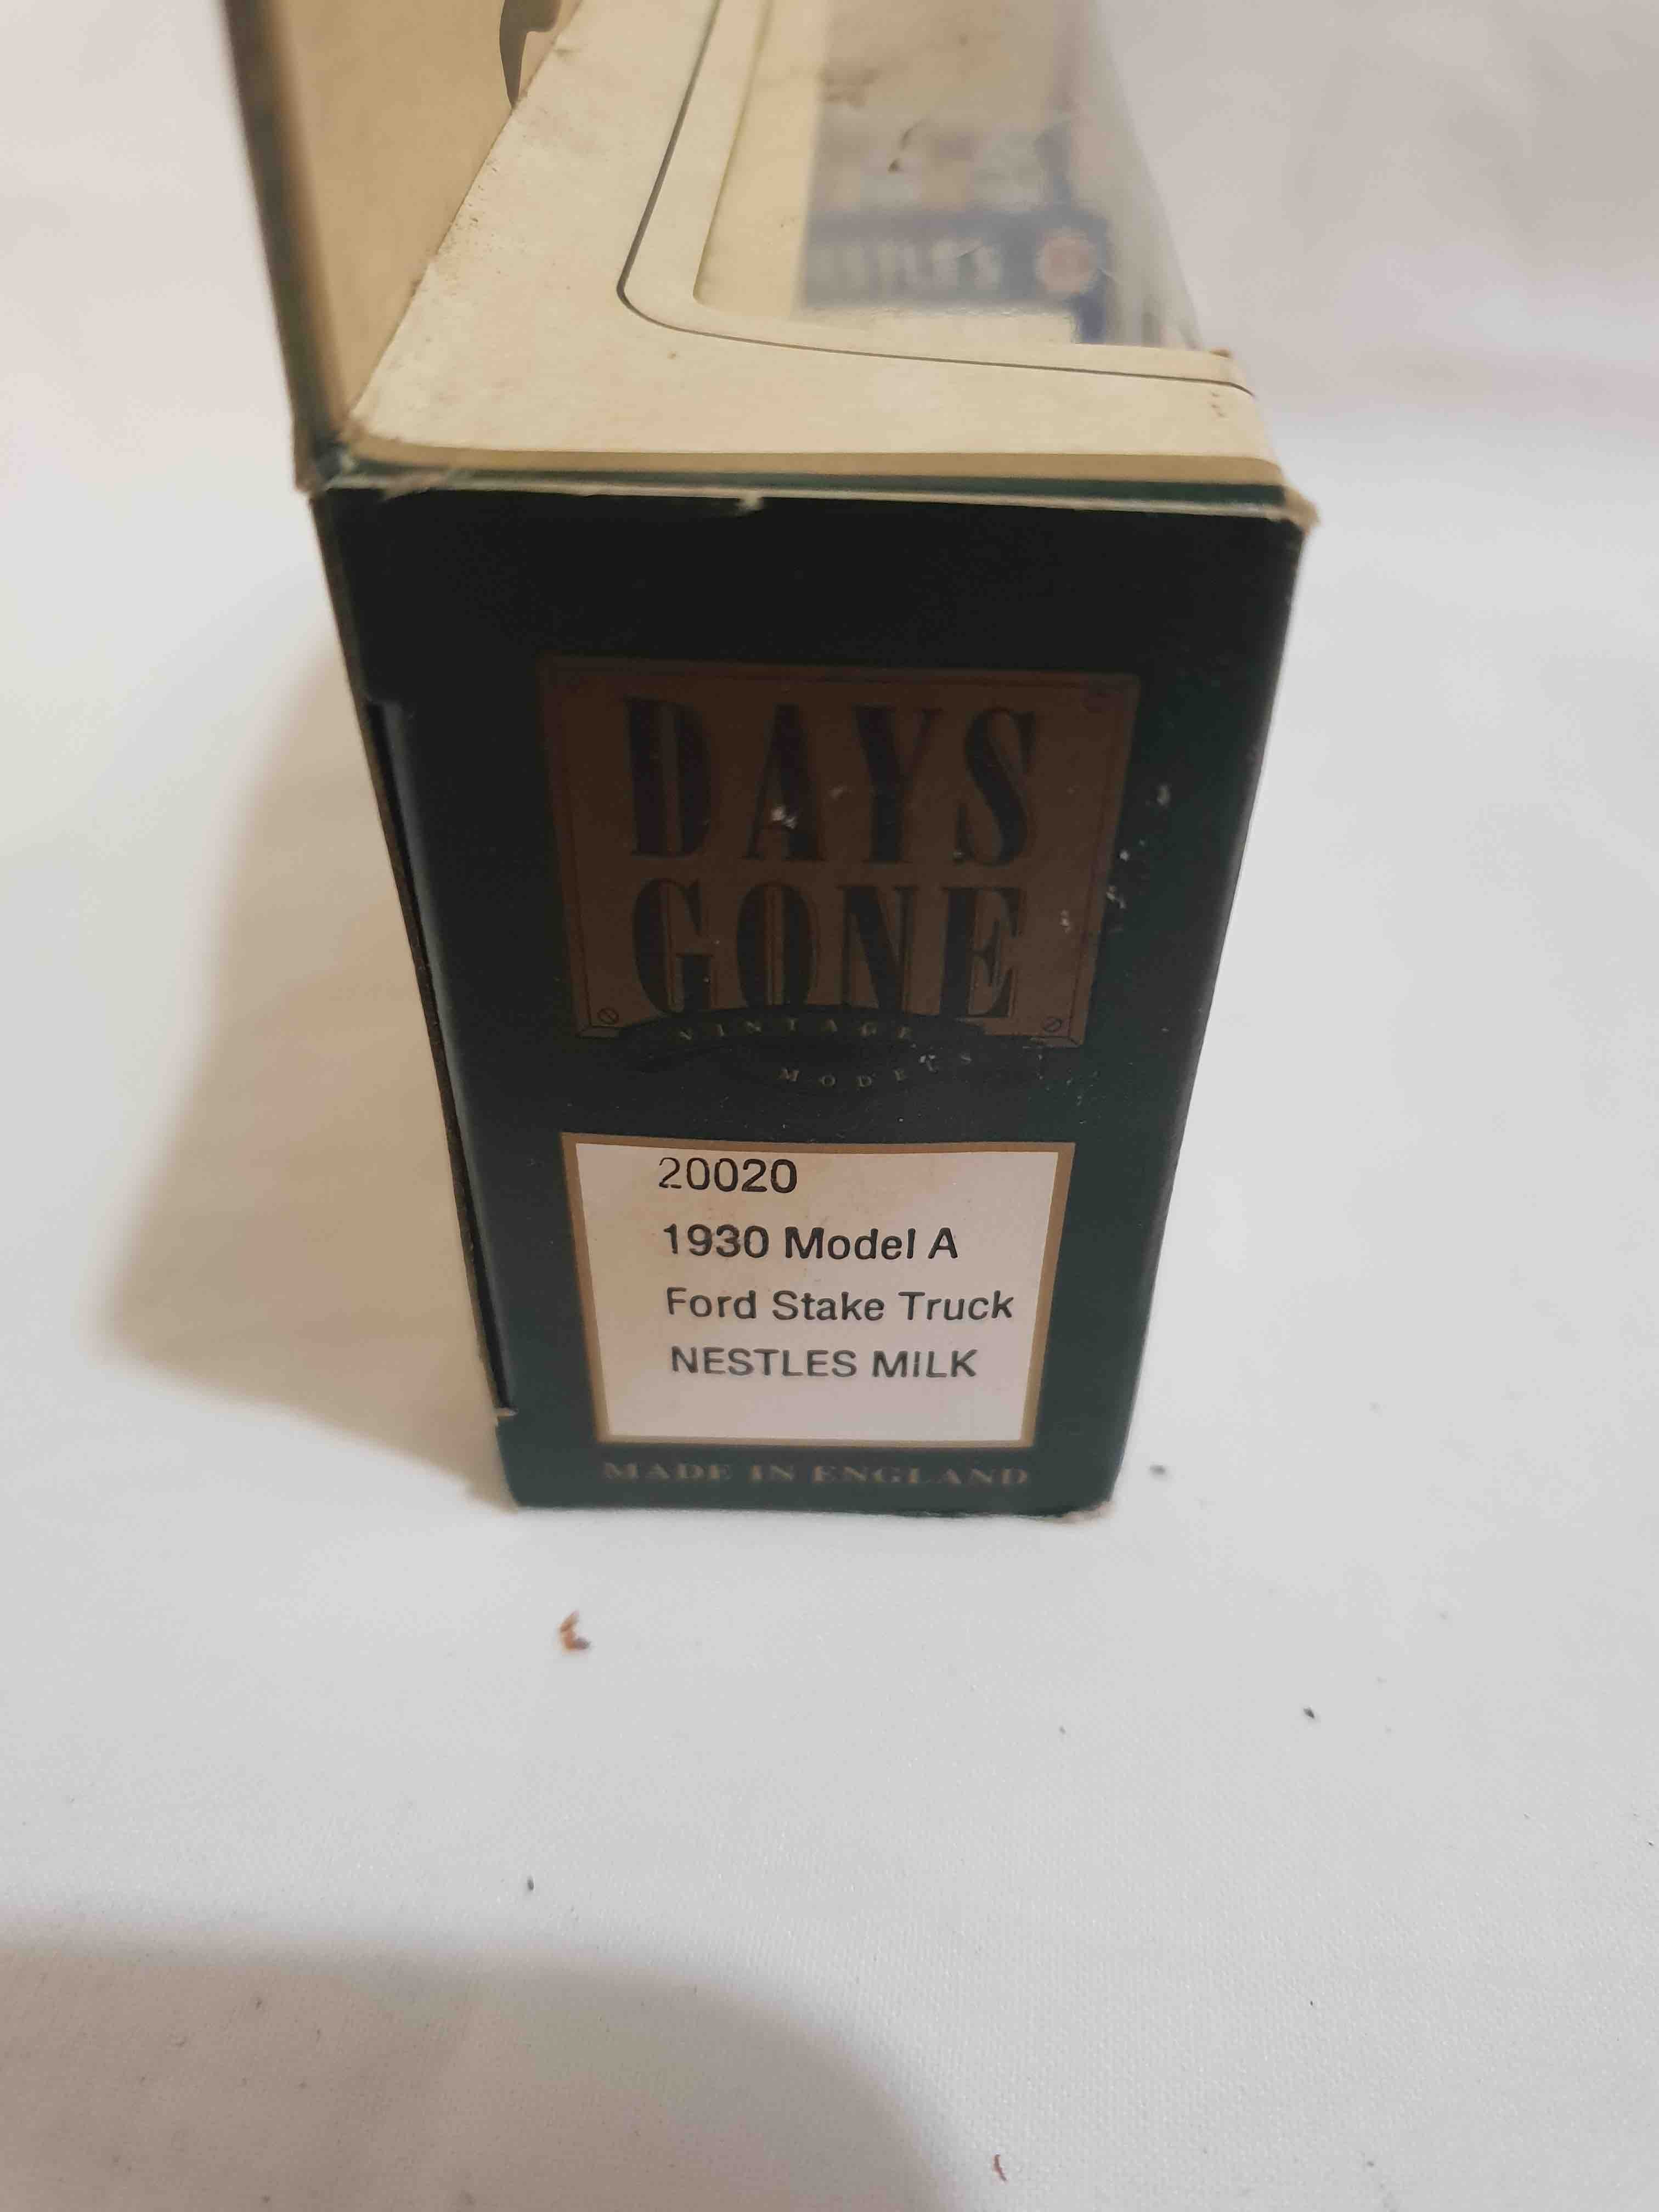 DAYS
GONE
VINTAGE
MODELS
20020
1930 Model A
Ford Stake Truck
NESTLES MILK
MADE IN ENGLAND